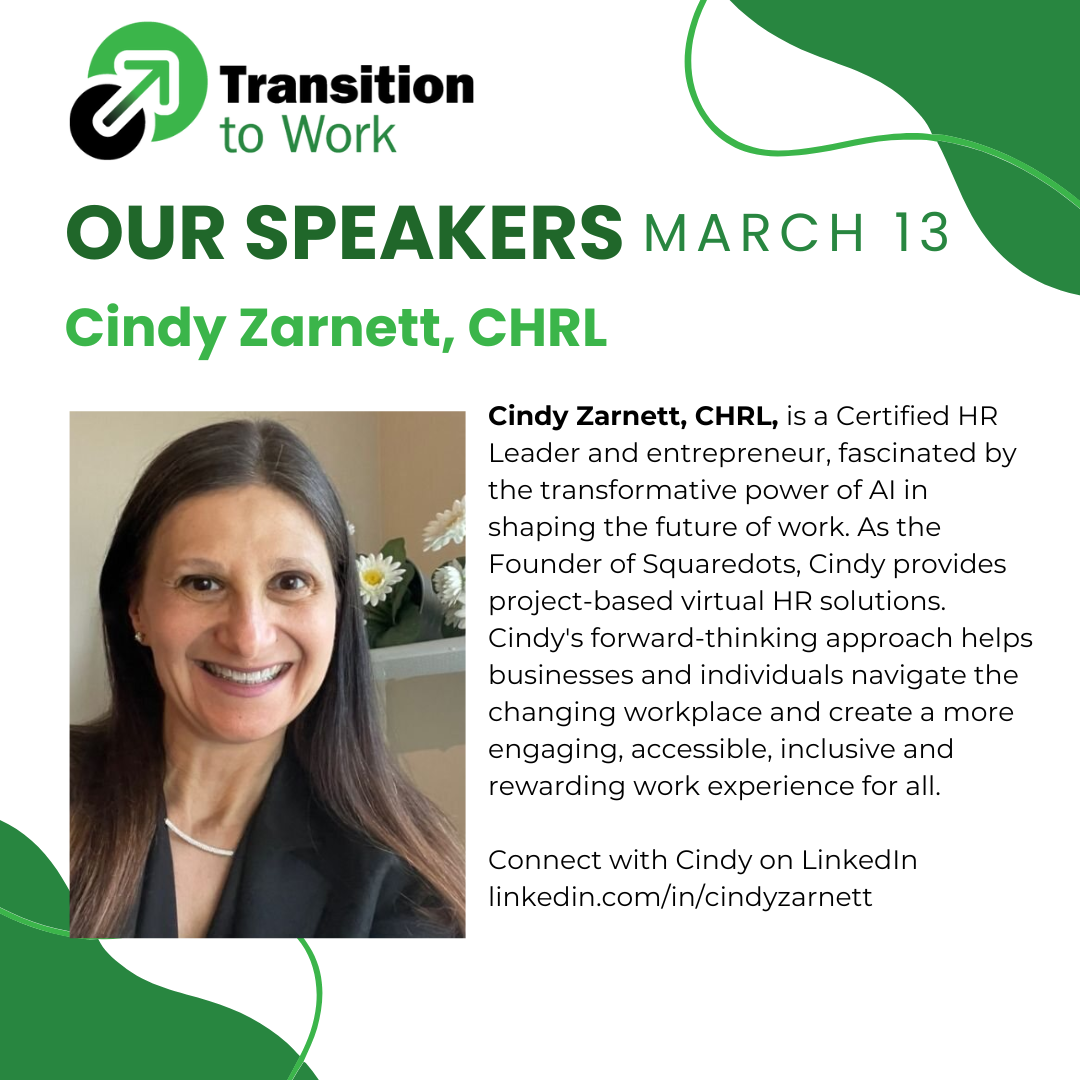 Transition
to Work
OUR SPEAKERS MARCH 13
Cindy Zarnett, CHRL
Cindy Zarnett, CHRL, is a Certified HR
Leader and entrepreneur, fascinated by
the transformative power of AI in
shaping the future of work. As the
Founder of Squaredots, Cindy provides
project-based virtual HR solutions.
Cindy's forward-thinking approach helps
businesses and individuals navigate the
changing workplace and create a more
engaging, accessible, inclusive and
rewarding work experience for all.
Connect with Cindy on LinkedIn
linkedin.com/in/cindyzarnett